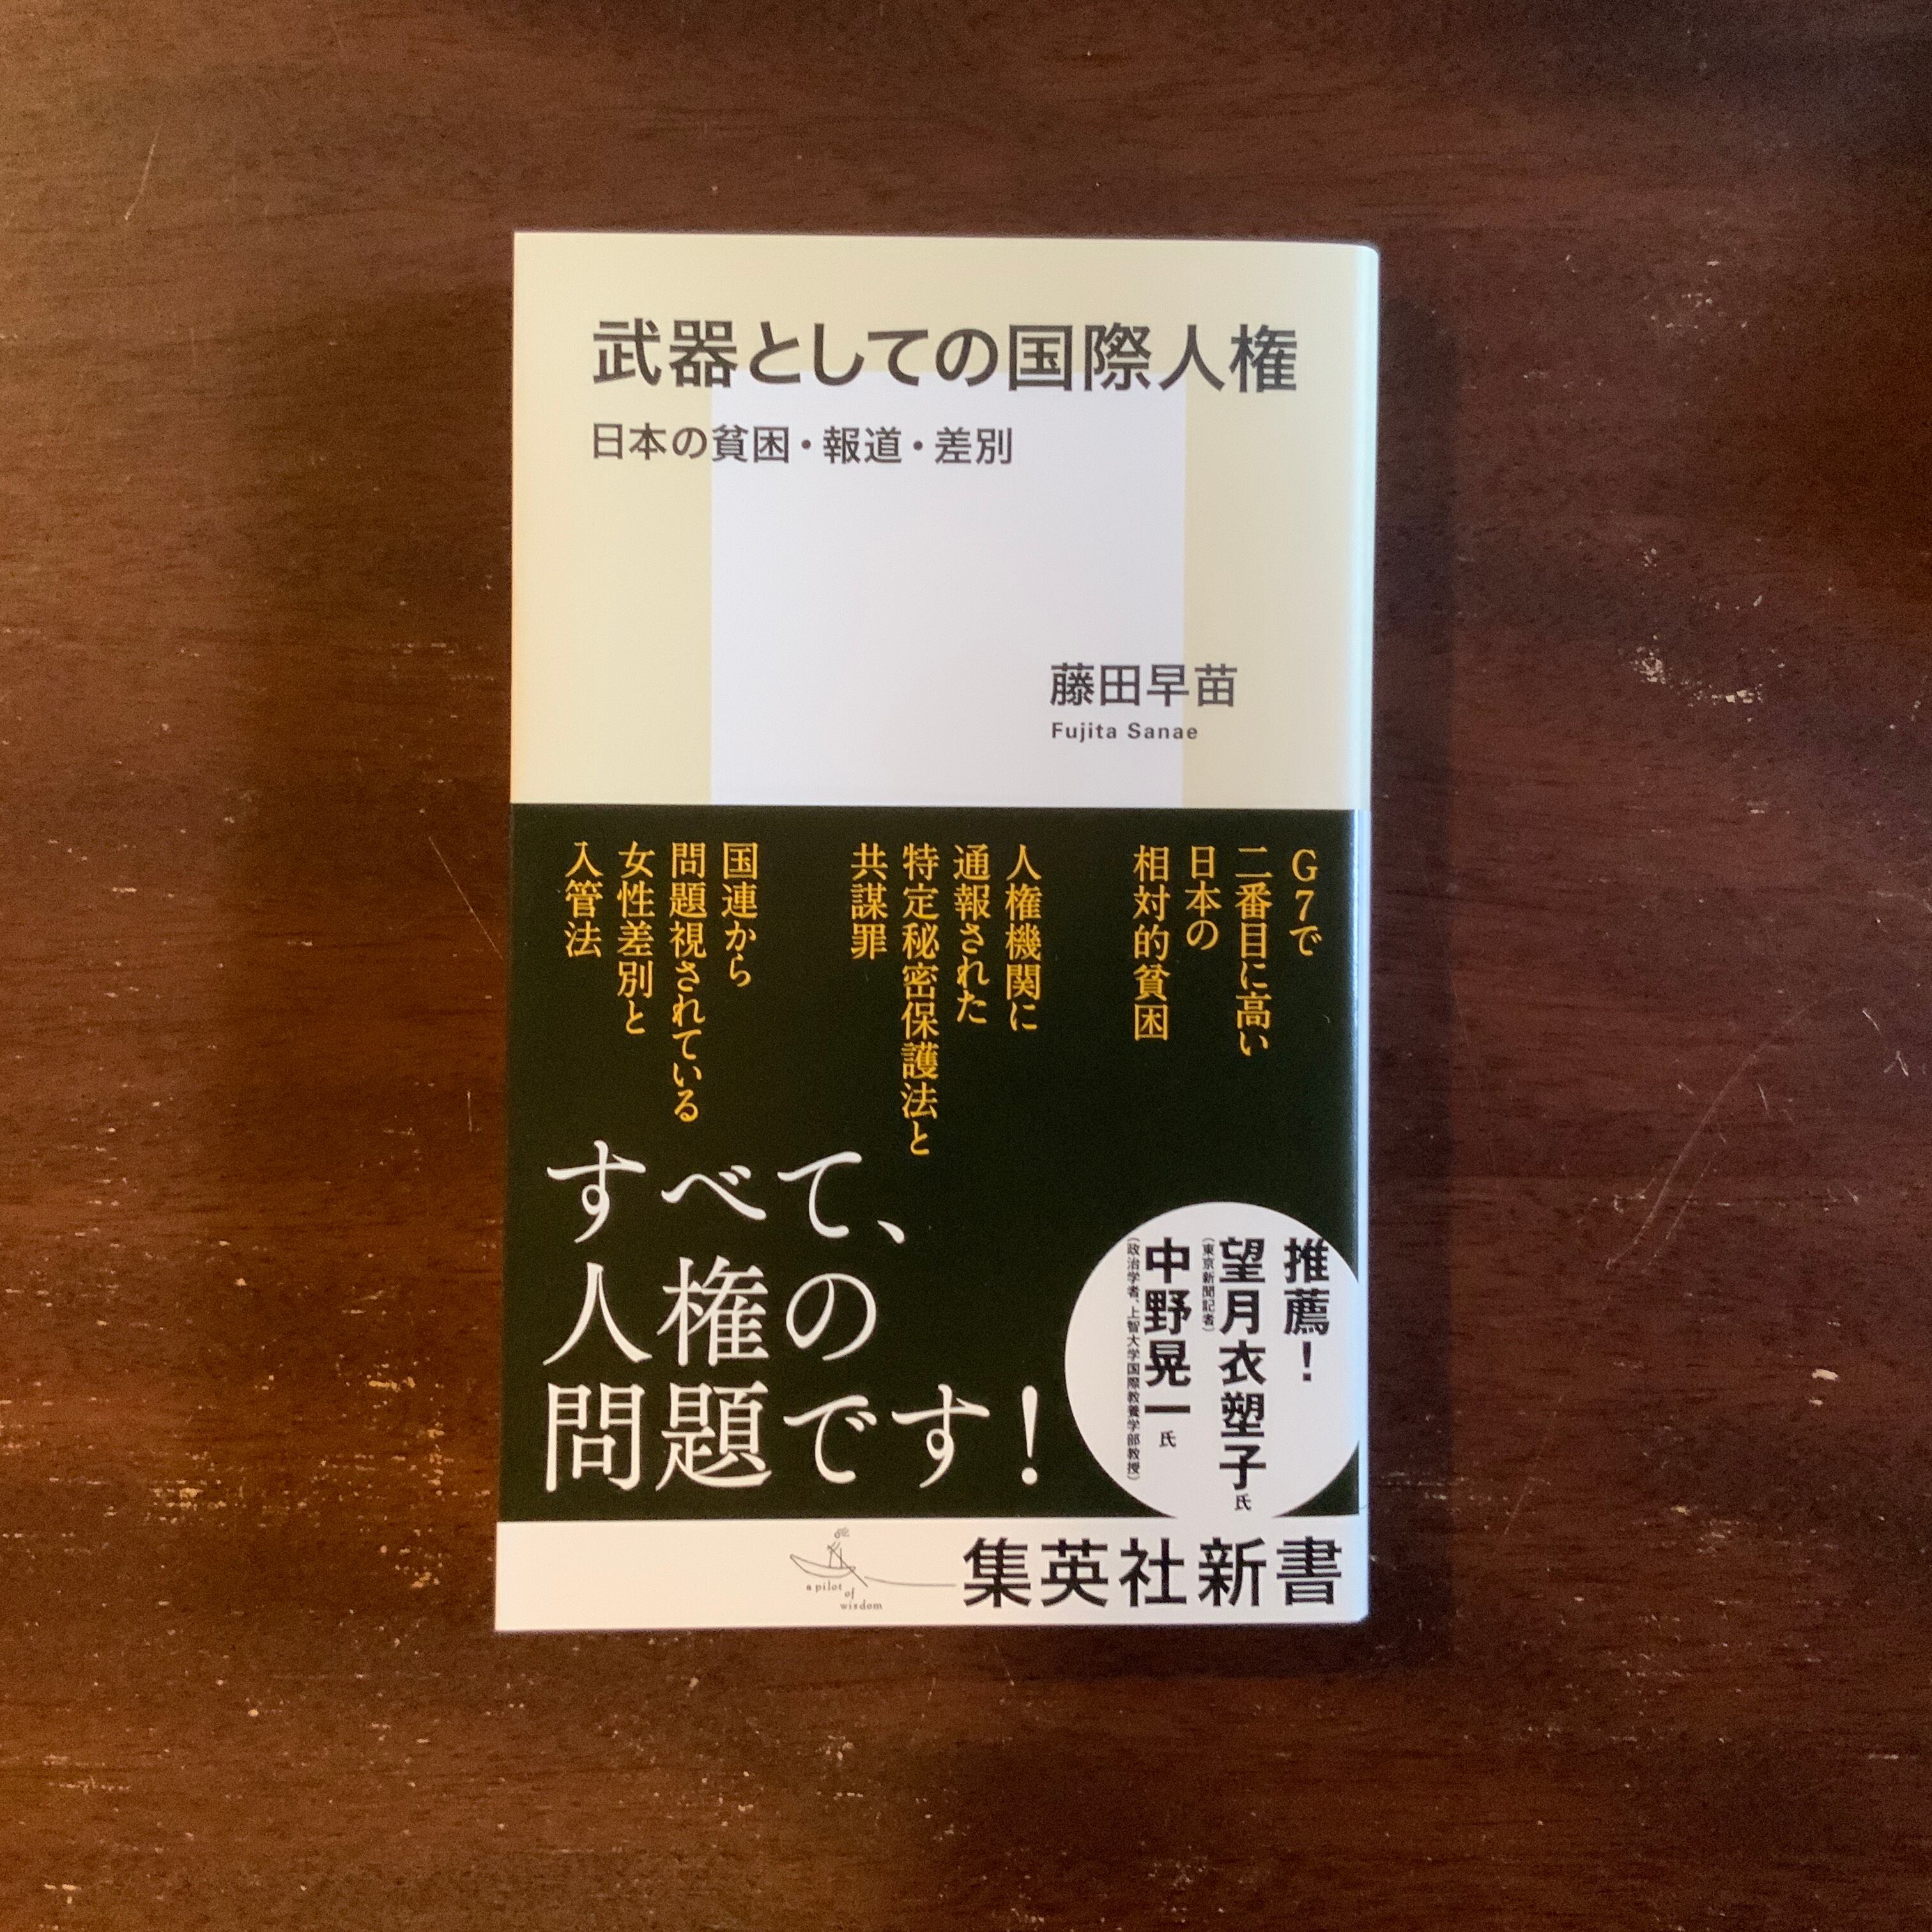 武器としての国際人権
日本の貧困・報道・差別
藤田早苗
Fujita Sanae
G7で
二番目に高い
日本の
相対的貧困
人権機関に
通報された
特定秘密保護法と
共謀罪
国連から
問題視されている
女性差別と
入管法
すべて、
人権の
問題です!
推薦!
望月衣塑子氏
(東京新聞記者)
中野晃一氏
(政治学者、上智大学国際教養学部教授)
a pilot
of
wisdom
集英社新書